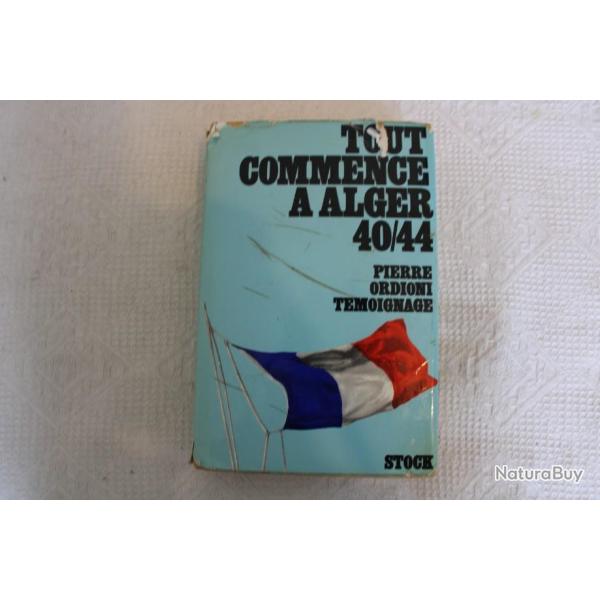 TOUT
COMMENCE
A ALGER
40/44
PIERRE
ORDIONI
TEMOIGNAGE
STOCK
NaturaBuy